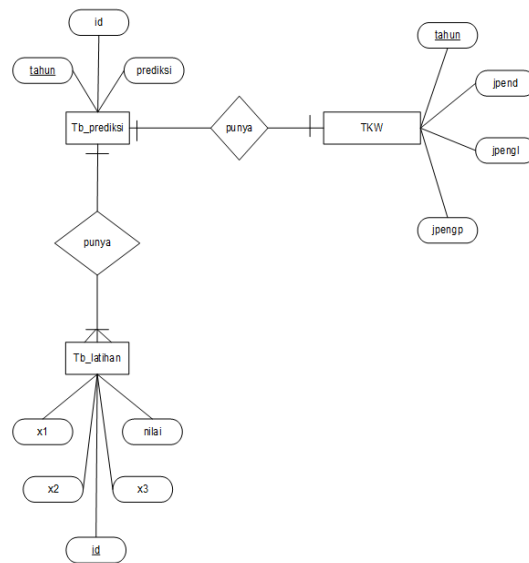 id
tahun
prediksi
Tb_prediksi
punya
TKW
tahun
jpend
jpengl
jpengp
punya
Tb_latihan
x1
nilai
x2
x3
id